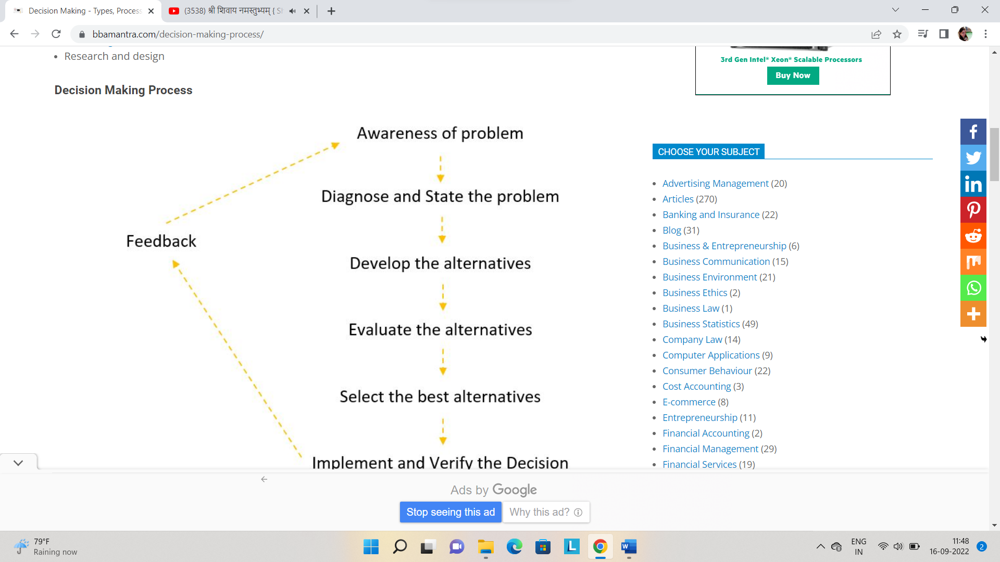 Decision Making - Types, Process
(3538) श्री शिवाय नमस्तुभ्यम् { S
bbamantra.com/decision-making-process/
Research and design
Decision Making Process
Awareness of problem
Diagnose and State the problem
Feedback
Develop the alternatives
Evaluate the alternatives
Select the best alternatives
Implement and Verify the Decision
3rd Gen Intel® Xeon® Scalable Processors
Buy Now
CHOOSE YOUR SUBJECT
Advertising Management (20)
Articles (270)
Banking and Insurance (22)
Blog (31)
Business & Entrepreneurship (6)
Business Communication (15)
Business Environment (21)
Business Ethics (2)
Business Law (1)
Business Statistics (49)
Company Law (14)
Computer Applications (9)
Consumer Behaviour (22)
Cost Accounting (3)
E-commerce (8)
Entrepreneurship (11)
Financial Accounting (2)
Financial Management (29)
Financial Services (19)
Ads by Google
Stop seeing this ad
Why this ad?
79°F
Raining now
ENG
IN
11:48
16-09-2022
2